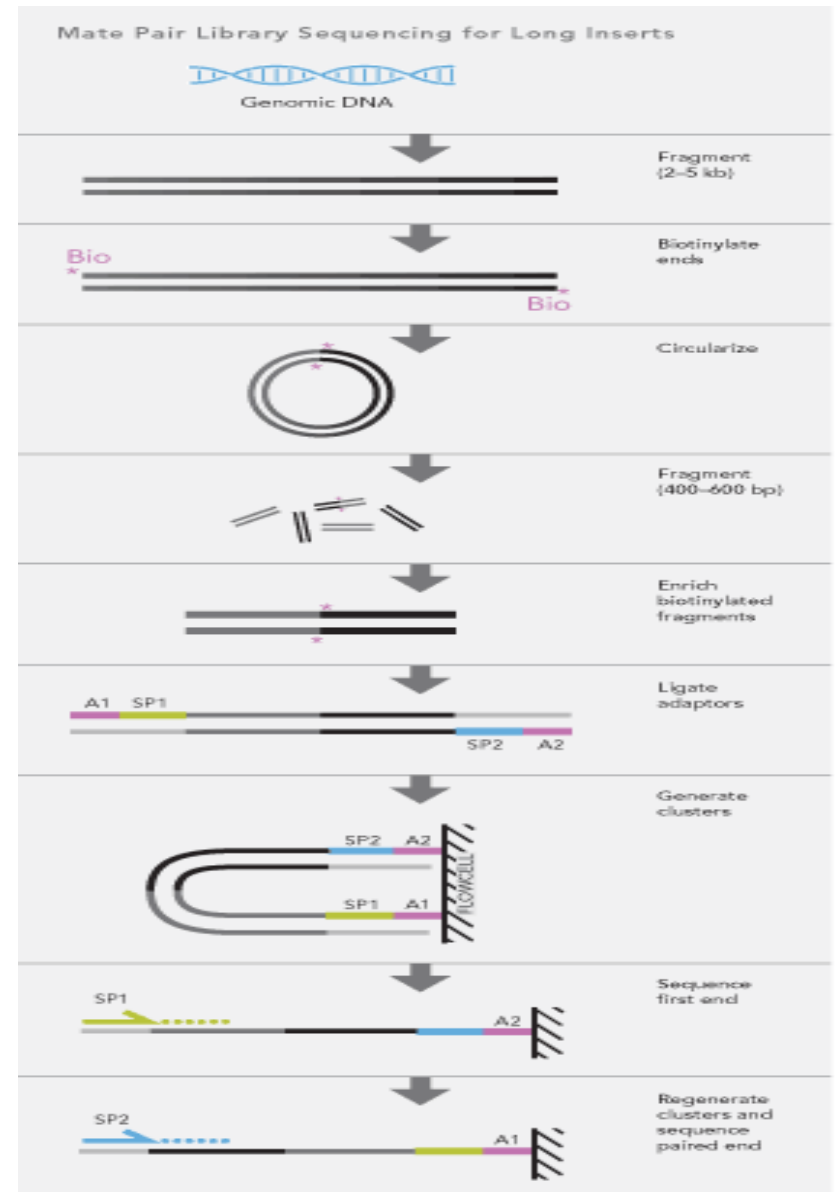 Mate Pair Library Sequencing for Long Inserts
Genomic DNA
Fragment
(2–5 kb)
Biotinylate
ends
Bio
*
*
Bio
Circularize
*
*
Fragment
(400–600 bp)
Enrich
biotinylated
fragments
*
*
Ligate
adaptors
A1 SP1
SP2 A2
Generate
clusters
SP2 A2
FLOWCELL
SP1 A1
Sequence
first end
SP1
A2
Regenerate
clusters and
sequence
paired end
SP2
A1